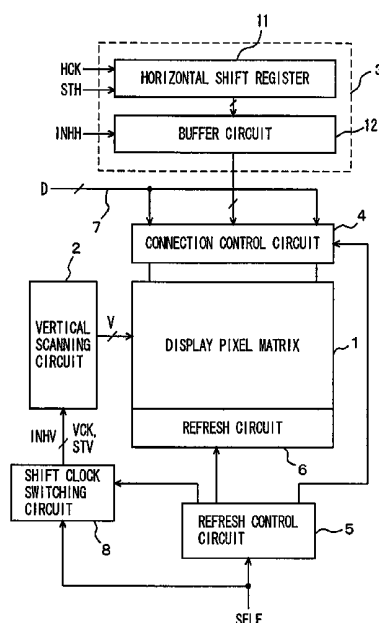 11
HCK
STH
HORIZONTAL SHIFT REGISTER
3
INHH
BUFFER CIRCUIT
12
D
7
4
CONNECTION CONTROL CIRCUIT
2
VERTICAL
SCANNING
CIRCUIT
V
DISPLAY PIXEL MATRIX
1
REFRESH CIRCUIT
6
INHV
VCK,
STV
SHIFT CLOCK
SWITCHING
CIRCUIT
8
REFRESH CONTROL
CIRCUIT
5
SELF